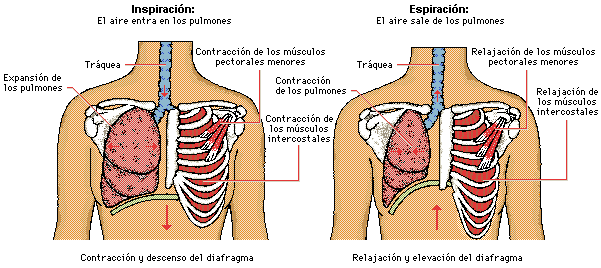 Inspiración:
El aire entra en los pulmones
Tráquea
Contracción de los músculos
pectorales menores
Expansión de
los pulmones
Contracción
de los músculos
intercostales
Contracción y descenso del diafragma
Espiración:
El aire sale de los pulmones
Tráquea
Relajación de los músculos
pectorales menores
Contracción
de los pulmones
Relajación de
los músculos
intercostales
Relajación y elevación del diafragma